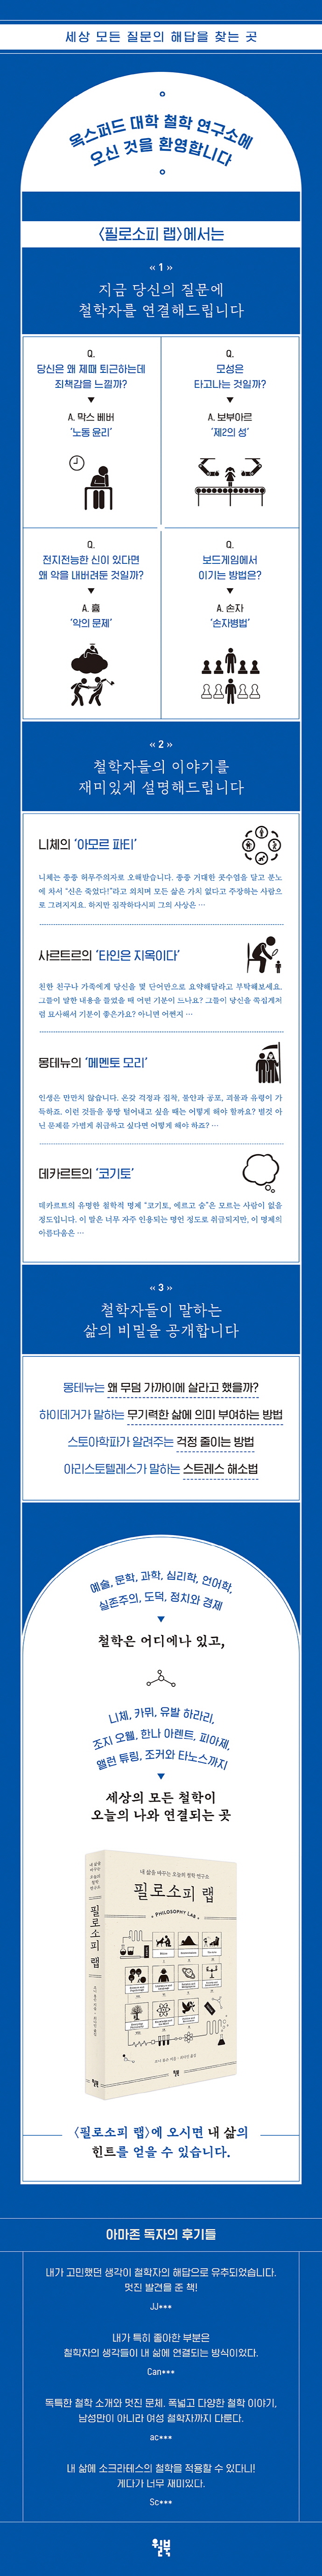 세상 모든 질문의 해답을 찾는 곳
옥스퍼드 대학 철학 연구소에
오신 것을 환영합니다
〈필로소피 랩〉에서는
‹‹ 1 ››
지금 당신의 질문에
철학자를 연결해드립니다
Q.
당신은 왜 제때 퇴근하는데
죄책감을 느낄까?
▼
A. 막스 베버
‘노동 윤리’
Q.
모성은
타고나는 것일까?
▼
A. 보부아르
‘제2의 성’
Q.
전지전능한 신이 있다면
왜 악을 내버려둔 것일까?
▼
A. 흄
‘악의 문제’
Q.
보드게임에서
이기는 방법은?
▼
A. 손자
‘손자병법’
‹‹ 2 ››
철학자들의 이야기를
재미있게 설명해드립니다
니체의 ‘아모르 파티’
니체는 종종 허무주의자로 오해받습니다. 종종 거대한 콧수염을 달고 분노
에 차서 “신은 죽었다!”라고 외치며 모든 삶은 가치 없다고 주장하는 사람으
로 그려지지요. 하지만 짐작하다시피 그의 사상은 …
사르트르의 ‘타인은 지옥이다’
친한 친구나 가족에게 당신을 몇 단어만으로 요약해달라고 부탁해보세요.
그들이 말한 내용을 들었을 때 어떤 기분이 드나요? 그들이 당신을 족집게처
럼 묘사해서 기분이 좋은가요? 아니면 어쩐지 …
몽테뉴의 ‘메멘토 모리’
인생은 만만치 않습니다. 온갖 걱정과 집착, 불안과 공포, 괴물과 유령이 가
득하죠. 이런 것들을 몽땅 털어내고 싶을 때는 어떻게 해야 할까요? 별것 아
닌 문제를 가볍게 취급하고 싶다면 어떻게 해야 하죠? …
데카르트의 ‘코기토’
데카르트의 유명한 철학적 명제 “코기토, 에르고 숨”은 모르는 사람이 없을
정도입니다. 이 말은 너무 자주 인용되는 명언 정도로 취급되지만, 이 명제의
아름다움은 …
‹‹ 3 ››
철학자들이 말하는
삶의 비밀을 공개합니다
몽테뉴는 왜 무덤 가까이에 살라고 했을까?
하이데거가 말하는 무기력한 삶에 의미 부여하는 방법
스토아학파가 알려주는 걱정 줄이는 방법
아리스토텔레스가 말하는 스트레스 해소법
예술, 문학, 과학, 심리학, 언어학,
실존주의, 도덕, 정치와 경제
▼
철학은 어디에나 있고,
니체, 카뮈, 유발 하라리,
조지 오웰, 한나 아렌트, 피아제,
앨런 튜링, 조커와 타노스까지
▼
세상의 모든 철학이
오늘의 나와 연결되는 곳
내 삶을 바꾸는 오늘의 철학 연구소
필로소피 랩
PHILOSOPHY LAB
필로소피 랩
〈필로소피 랩〉에 오시면 내 삶의
힌트를 얻을 수 있습니다.
아마존 독자의 후기들
내가 고민했던 생각이 철학자의 해답으로 유추되었습니다.
멋진 발견을 준 책!
JJ***
내가 특히 좋아한 부분은
철학자의 생각들이 내 삶에 연결되는 방식이었다.
Can***
독특한 철학 소개와 멋진 문체. 폭넓고 다양한 철학 이야기,
남성만이 아니라 여성 철학자까지 다룬다.
ac***
내 삶에 소크라테스의 철학을 적용할 수 있다니!
게다가 너무 재미있다.
Sc***
윌북